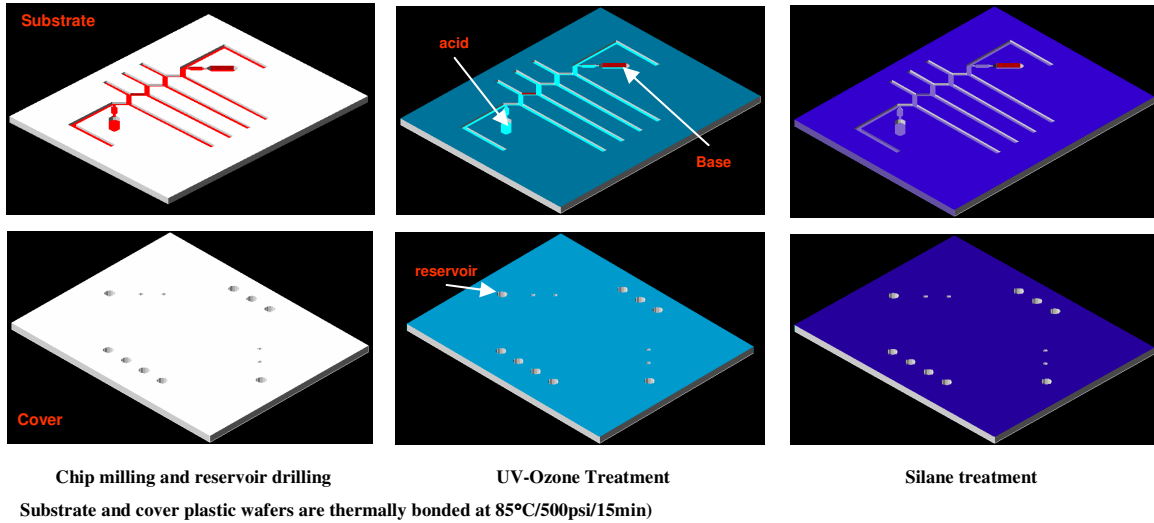 Substrate
acid
Base
reservoir
Cover
Chip milling and reservoir drilling
UV-Ozone Treatment
Silane treatment
Substrate and cover plastic wafers are thermally bonded at 85°C/500psi/15min)